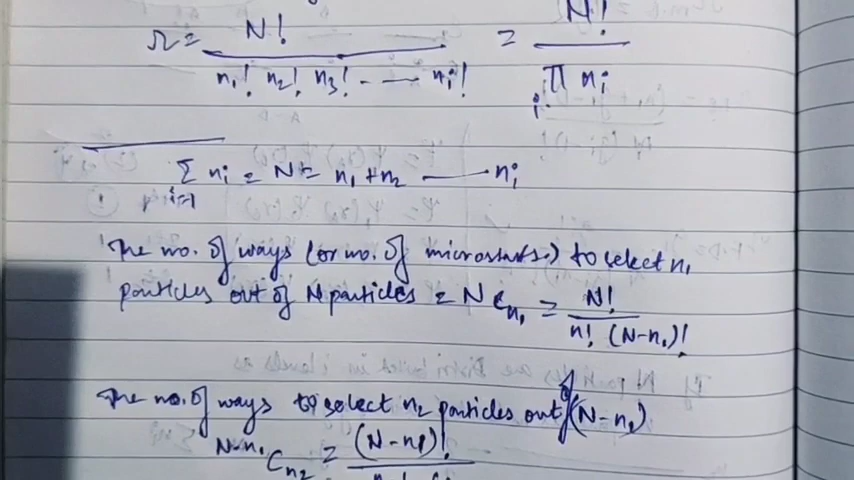 Ω = N! / n₁! n₂! n₃! - - — nᵢ! = N! / Π nᵢ
i
Σ nᵢ = N = n₁ + n₂ —— nᵢ
i=1
The no. of ways (or no. of microstates) to select n₁
particles out of N particles = N C n₁ = N! / n! (N-n₁)!
The no. of ways to select n₂ particles out of (N-n₁)
N-n₁ C n₂ = (N-n₁)!